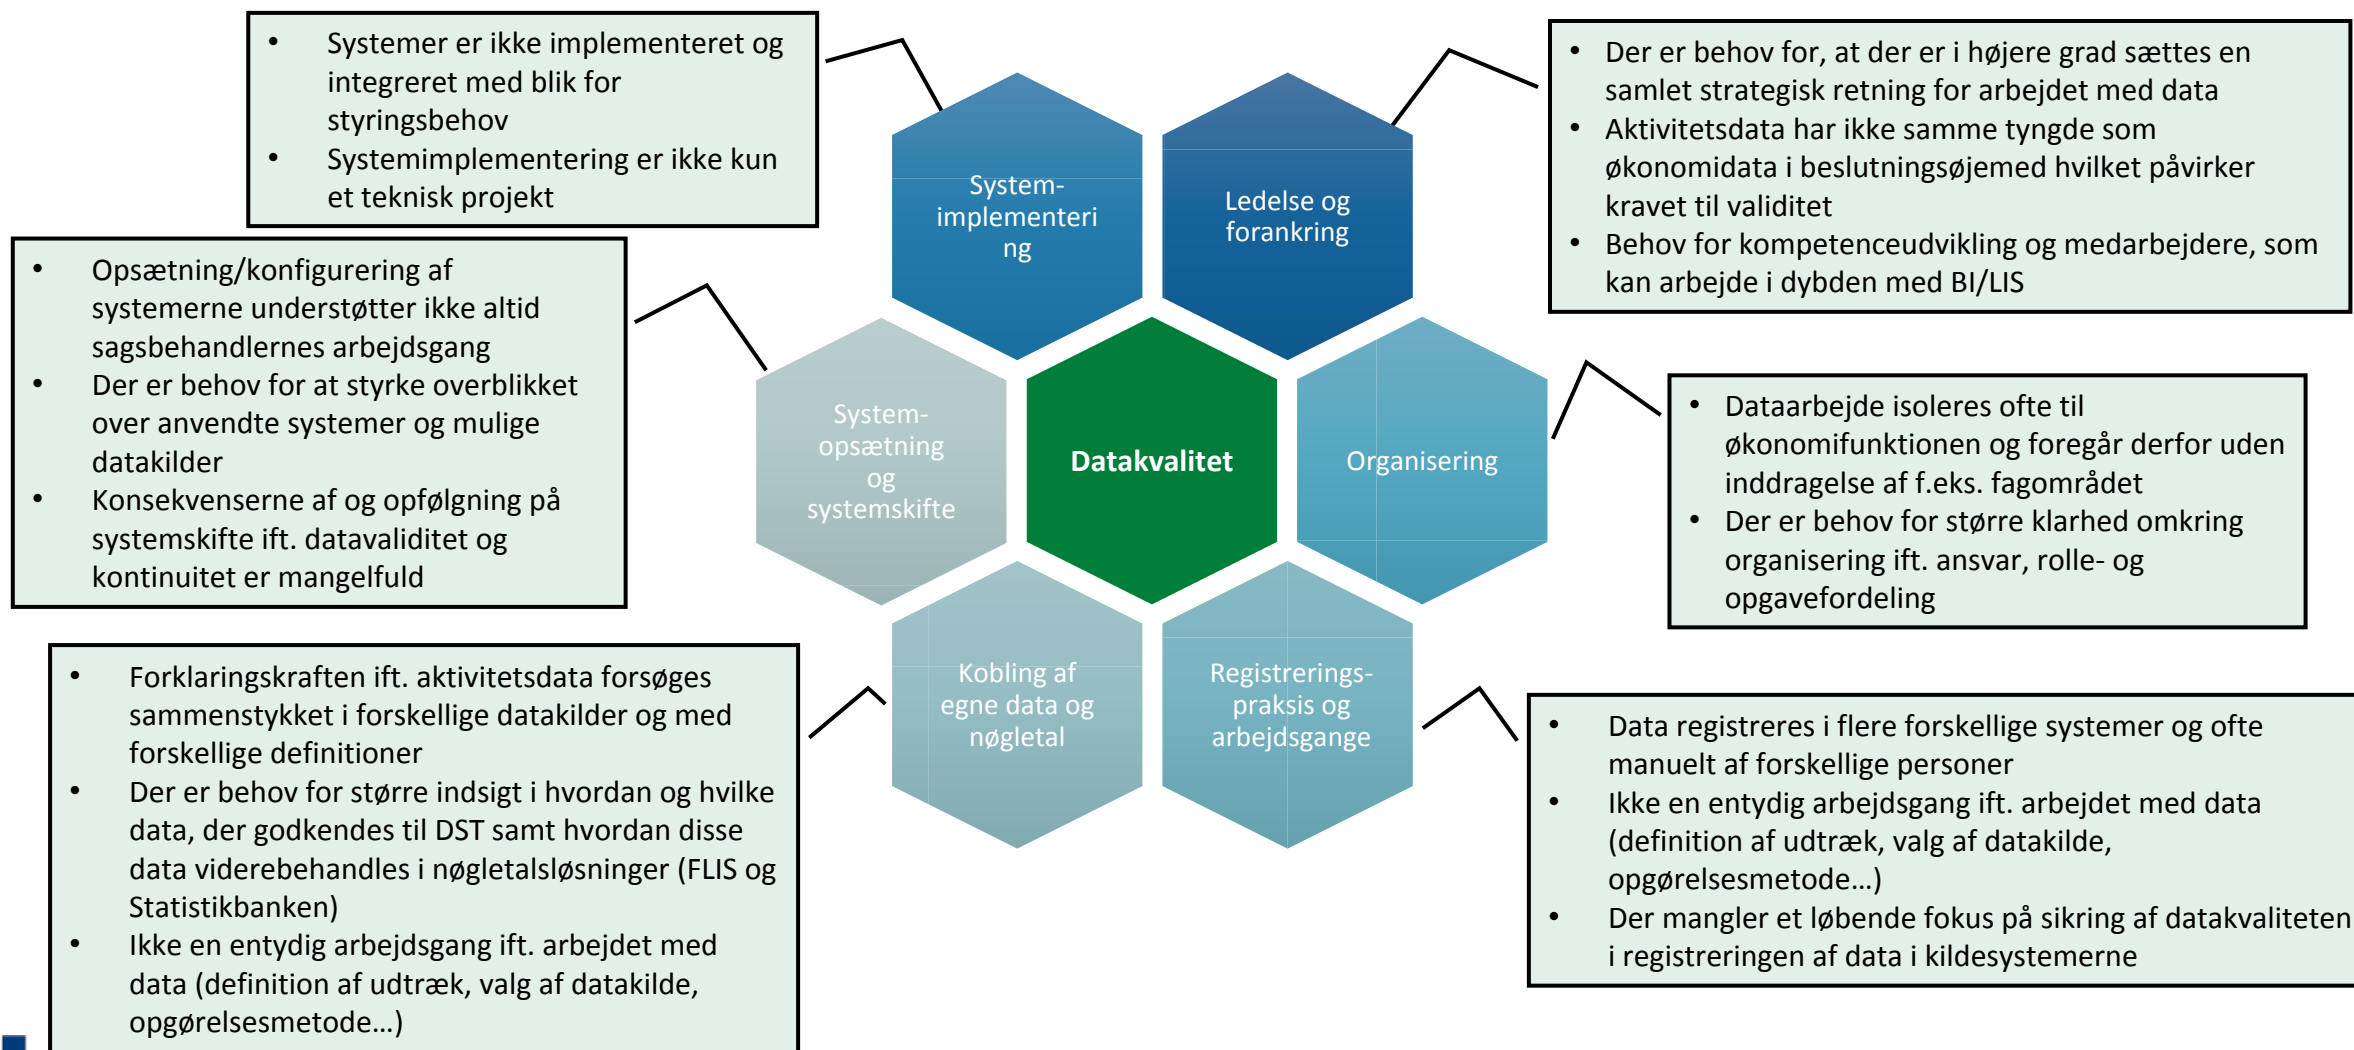 • Systemer er ikke implementeret og
integreret med blik for
styringsbehov
• Systemimplementering er ikke kun
et teknisk projekt
• Opsætning/konfigurering af
systemerne understøtter ikke altid
sagsbehandlernes arbejdsgang
• Der er behov for at styrke overblikket
over anvendte systemer og mulige
datakilder
• Konsekvenserne af og opfølgning på
systemskifte ift. datavaliditet og
kontinuitet er mangelfuld
• Forklaringskraften ift. aktivitetsdata forsøges
sammenstykket i forskellige datakilder og med
forskellige definitioner
• Der er behov for større indsigt i hvordan og hvilke
data, der godkendes til DST samt hvordan disse
data viderebehandles i nøgletalsløsninger (FLIS og
Statistikbanken)
• Ikke en entydig arbejdsgang ift. arbejdet med
data (definition af udtræk, valg af datakilde,
opgørelsesmetode…)
System-
implementeri
ng
Ledelse og
forankring
System-
opsætning
og
systemskifte
Datakvalitet
Organisering
Kobling af
egne data og
nøgletal
Registrerings-
praksis og
arbejdsgange
• Der er behov for, at der er i højere grad sættes en
samlet strategisk retning for arbejdet med data
• Aktivitetsdata har ikke samme tyngde som
økonomidata i beslutningsøjemed hvilket påvirker
kravet til validitet
• Behov for kompetenceudvikling og medarbejdere, som
kan arbejde i dybden med BI/LIS
• Dataarbejde isoleres ofte til
økonomifunktionen og foregår derfor uden
inddragelse af f.eks. fagområdet
• Der er behov for større klarhed omkring
organisering ift. ansvar, rolle- og
opgavefordeling
• Data registreres i flere forskellige systemer og ofte
manuelt af forskellige personer
• Ikke en entydig arbejdsgang ift. arbejdet med data
(definition af udtræk, valg af datakilde,
opgørelsesmetode…)
• Der mangler et løbende fokus på sikring af datakvaliteten
i registreringen af data i kildesystemerne